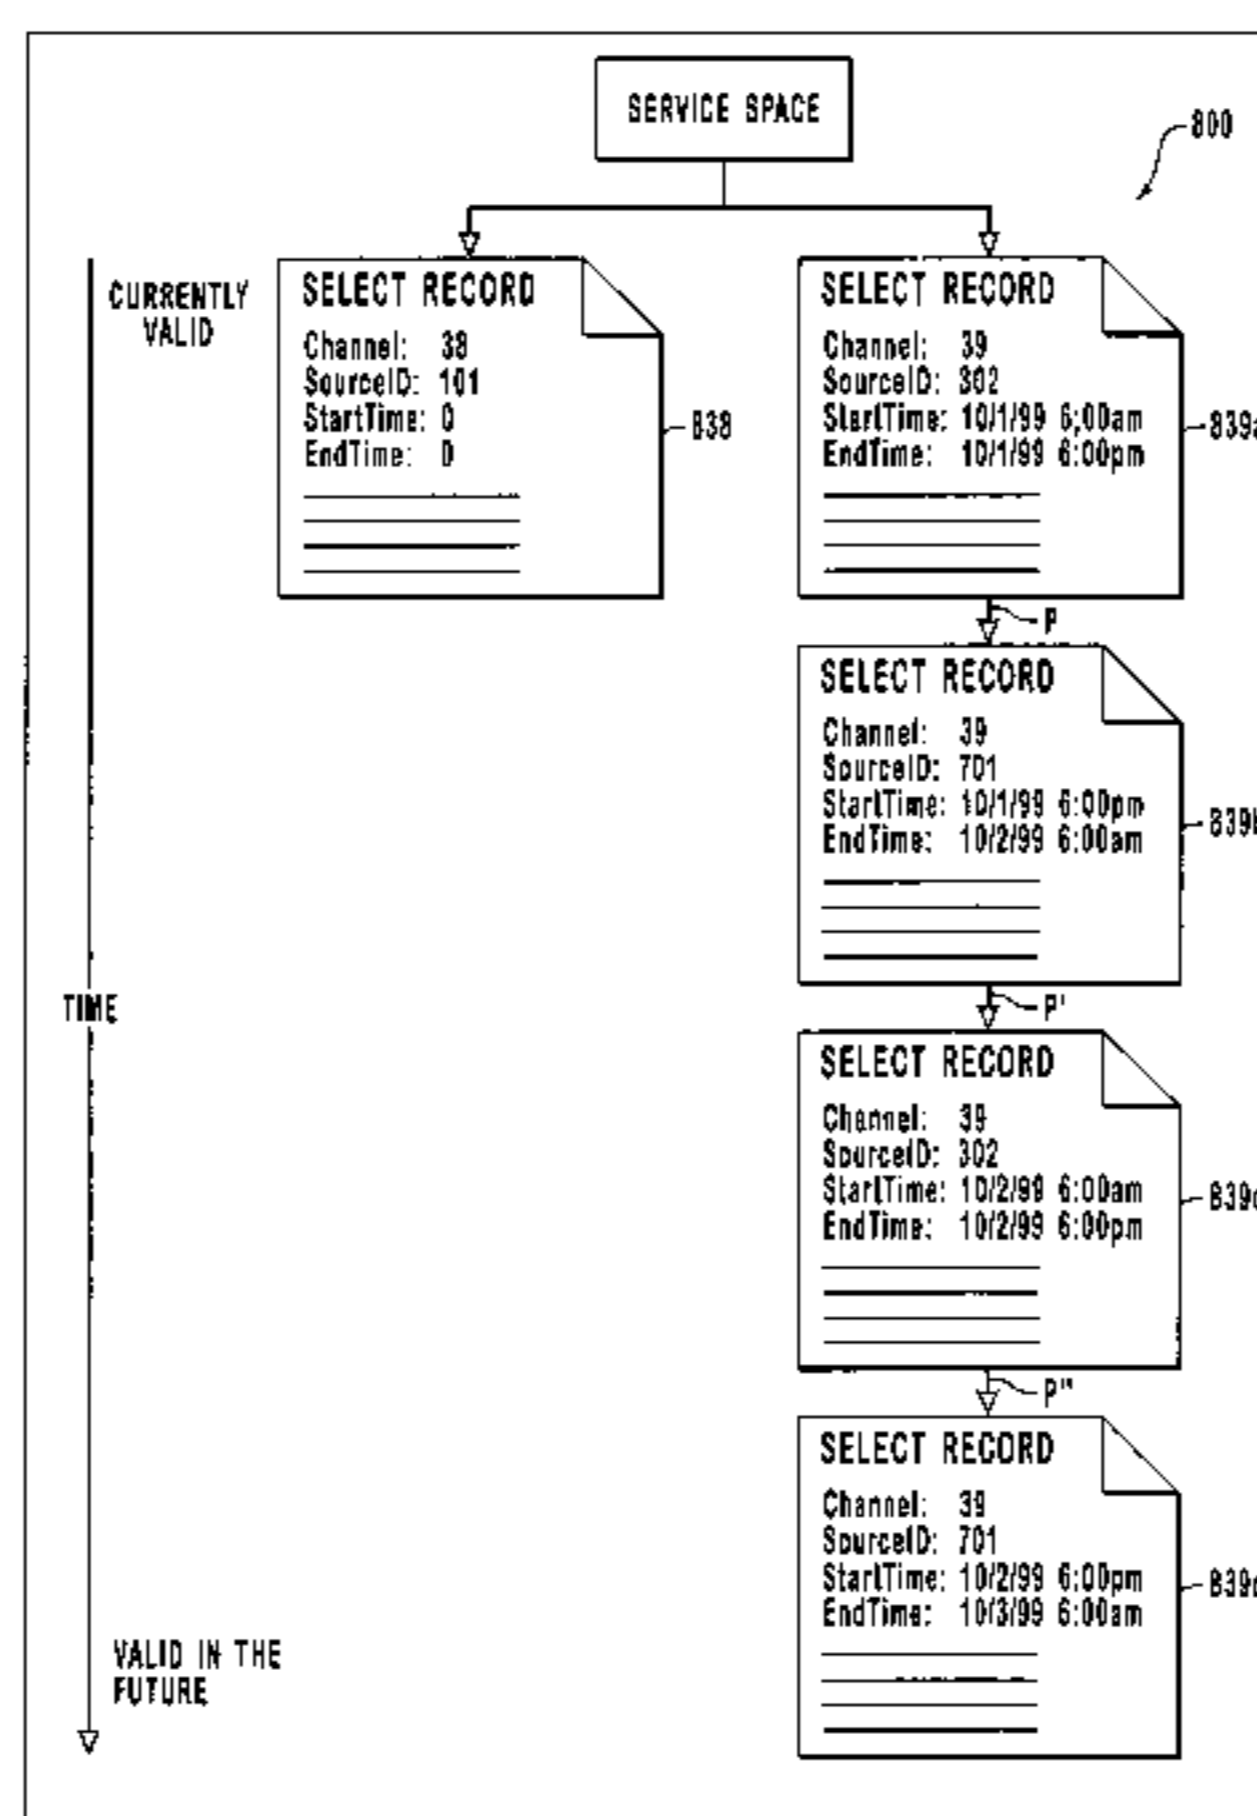 SERVICE SPACE
800
CURRENTLY
VALID
SELECT RECORD
Channel: 38
SourceID: 101
StartTime: 0
EndTime: 0
838
SELECT RECORD
Channel: 39
SourceID: 302
StartTime: 10/1/99 6;00am
EndTime: 10/1/99 6:00pm
839a
P
SELECT RECORD
Channel: 39
SourceID: 701
StartTime: 10/1/99 6:00pm
EndTime: 10/2/99 6:00am
839b
TIME
P'
SELECT RECORD
Channel: 39
SourceID: 302
StartTime: 10/2/99 6:00am
EndTime: 10/2/99 6:00pm
P"
SELECT RECORD
Channel: 39
SourceID: 701
StartTime: 10/2/99 6:00pm
EndTime: 10/3/99 6:00am
VALID IN THE
FUTURE